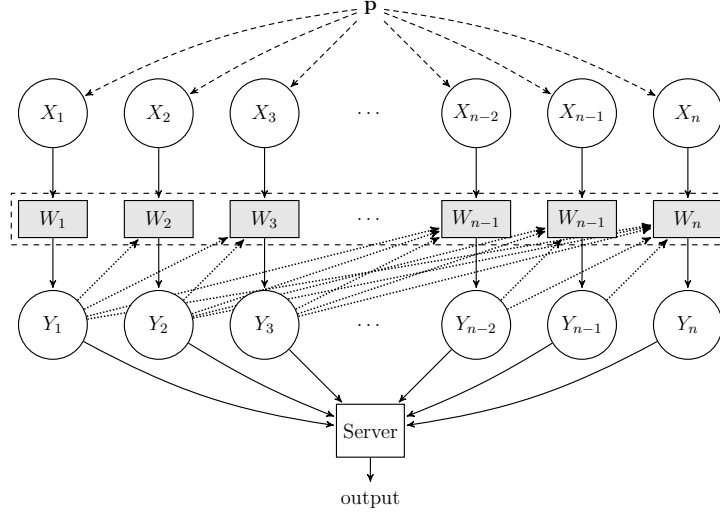 p
X₁ X₂ X₃ ... Xₙ₋₂ Xₙ₋₁ Xₙ
W₁ W₂ W₃ ... Wₙ₋₁ Wₙ₋₁ Wₙ
Y₁ Y₂ Y₃ ... Yₙ₋₂ Yₙ₋₁ Yₙ
Server
output